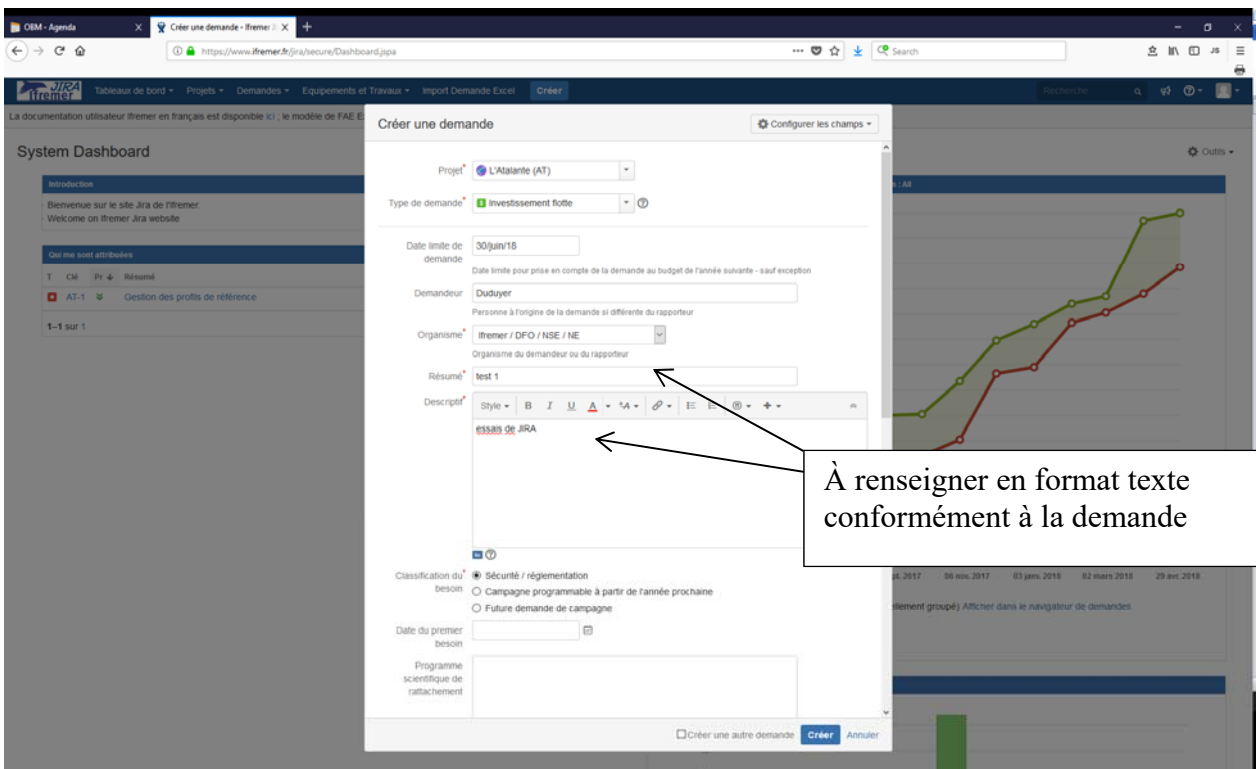 OBM - Agenda
Créer une demande - Ifremer
https://www.ifremer.fr/jira/secure/Dashboard.jspa
Search
JIRA
ifremer
Tableaux de bord
Projets
Demandes
Equipements et Travaux
Import Demande Excel
Créer
Recherche
La documentation utilisateur Ifremer en français est disponible ici ; le modèle de FAE E
Créer une demande
Configurer les champs
System Dashboard
Outils
Introduction
Bienvenue sur le site Jira de l'Ifremer.
Welcome on Ifremer Jira website
Qui me sont attribuées
T Clé Pr Résumé
AT-1 Gestion des profils de référence
1–1 sur 1
Projet* L'Atalante (AT)
Type de demande* Investissement flotte
Date limite de
demande
30/juin/18
Date limite pour prise en compte de la demande au budget de l'année suivante - sauf exception
Demandeur Duduyer
Personne à l'origine de la demande si différente du rapporteur
Organisme* Ifremer / DFO / NSE / NE
Organisme du demandeur ou du rapporteur
Résumé* test 1
Descriptif*
Style B I U A
essais de JIRA
À renseigner en format texte
conformément à la demande
Classification du*
besoin
Sécurité / réglementation
Campagne programmable à partir de l'année prochaine
Future demande de campagne
Date du premier
besoin
Programme
scientifique de
rattachement
: All
pt. 2017 06 nov. 2017 03 janv. 2018 02 mars 2018 29 avr. 2018
ellement groupé) Afficher dans le navigateur de demandes
Créer une autre demande Créer Annuler